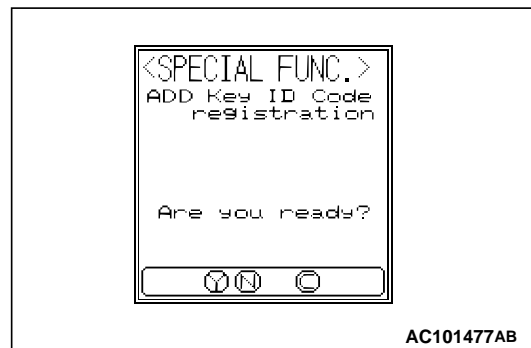 <SPECIAL FUNC.>
ADD Key ID Code
registration
Are you ready?
Y N C
AC101477AB